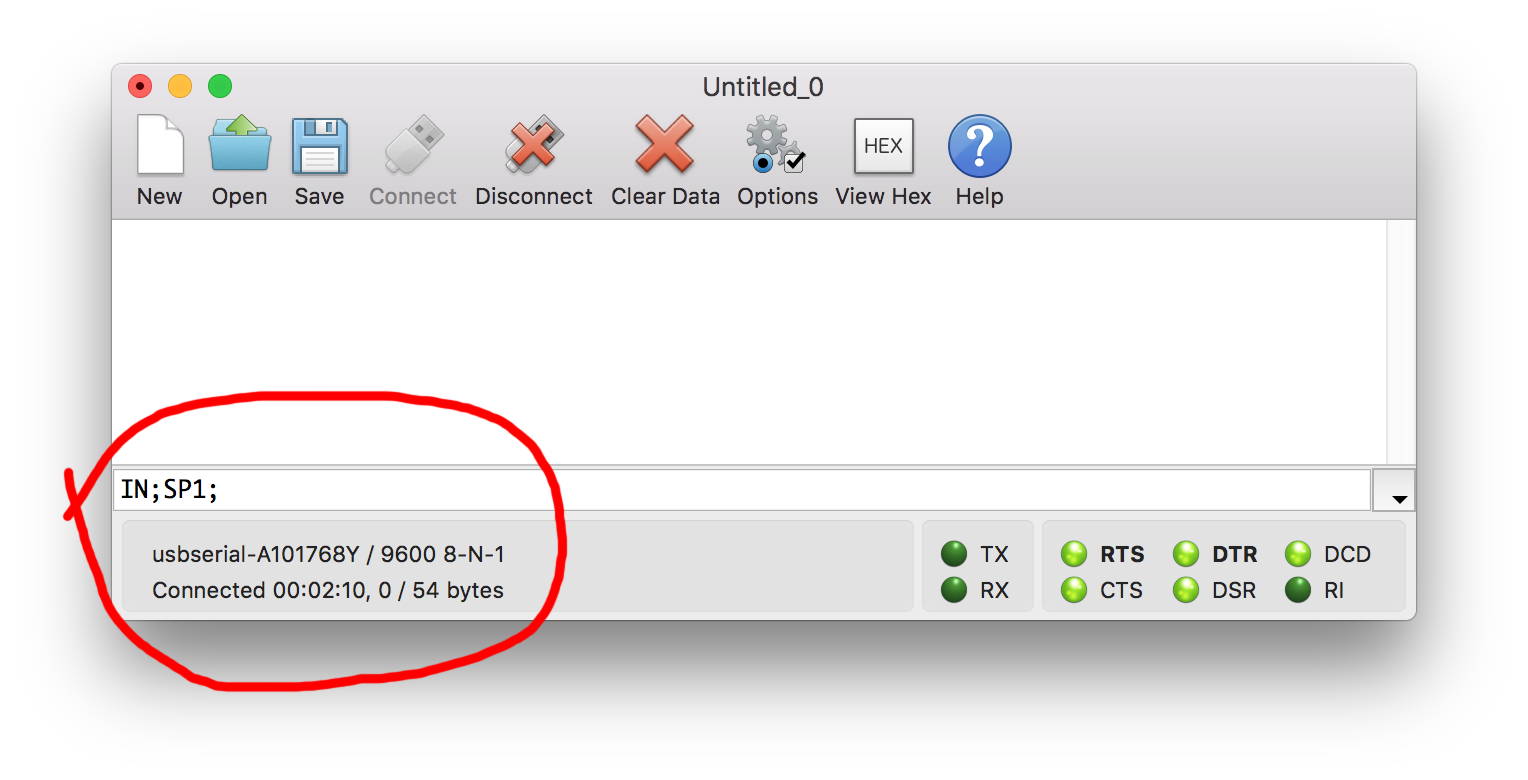 Untitled_0
New Open Save Connect Disconnect Clear Data Options HEX View Hex ? Help
IN;SP1;
usbserial-A101768Y / 9600 8-N-1
Connected 00:02:10, 0 / 54 bytes
TX
RX
RTS DTR DCD
CTS DSR RI